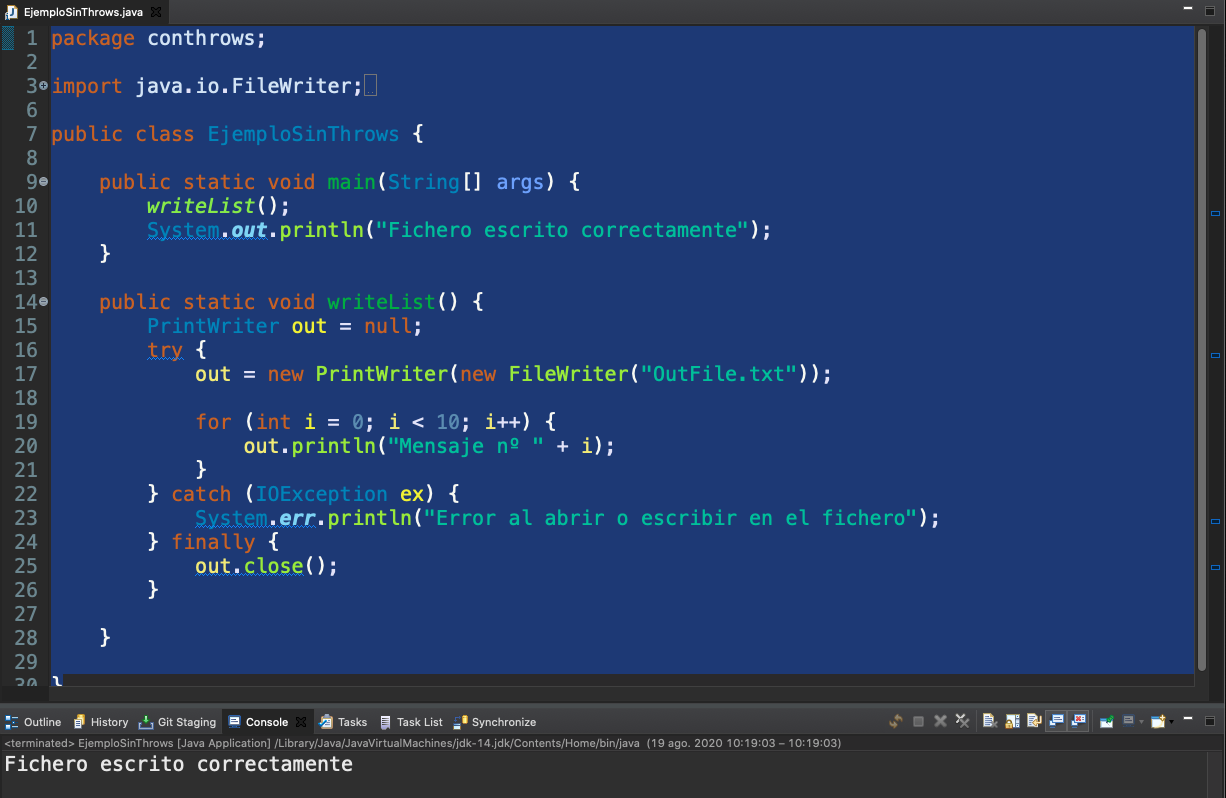 EjemploSinThrows.java
1 package conthrows;
2
3 import java.io.FileWriter;
6
7 public class EjemploSinThrows {
8
9 public static void main(String[] args) {
10 writeList();
11 System.out.println("Fichero escrito correctamente");
12 }
13
14 public static void writeList() {
15 PrintWriter out = null;
16 try {
17 out = new PrintWriter(new FileWriter("OutFile.txt"));
18
19 for (int i = 0; i < 10; i++) {
20 out.println("Mensaje nº " + i);
21 }
22 } catch (IOException ex) {
23 System.err.println("Error al abrir o escribir en el fichero");
24 } finally {
25 out.close();
26 }
27
28 }
29
30 }
Outline History Git Staging Console Tasks Task List Synchronize
<terminated> EjemploSinThrows [Java Application] /Library/Java/JavaVirtualMachines/jdk-14.jdk/Contents/Home/bin/java (19 ago. 2020 10:19:03 – 10:19:03)
Fichero escrito correctamente